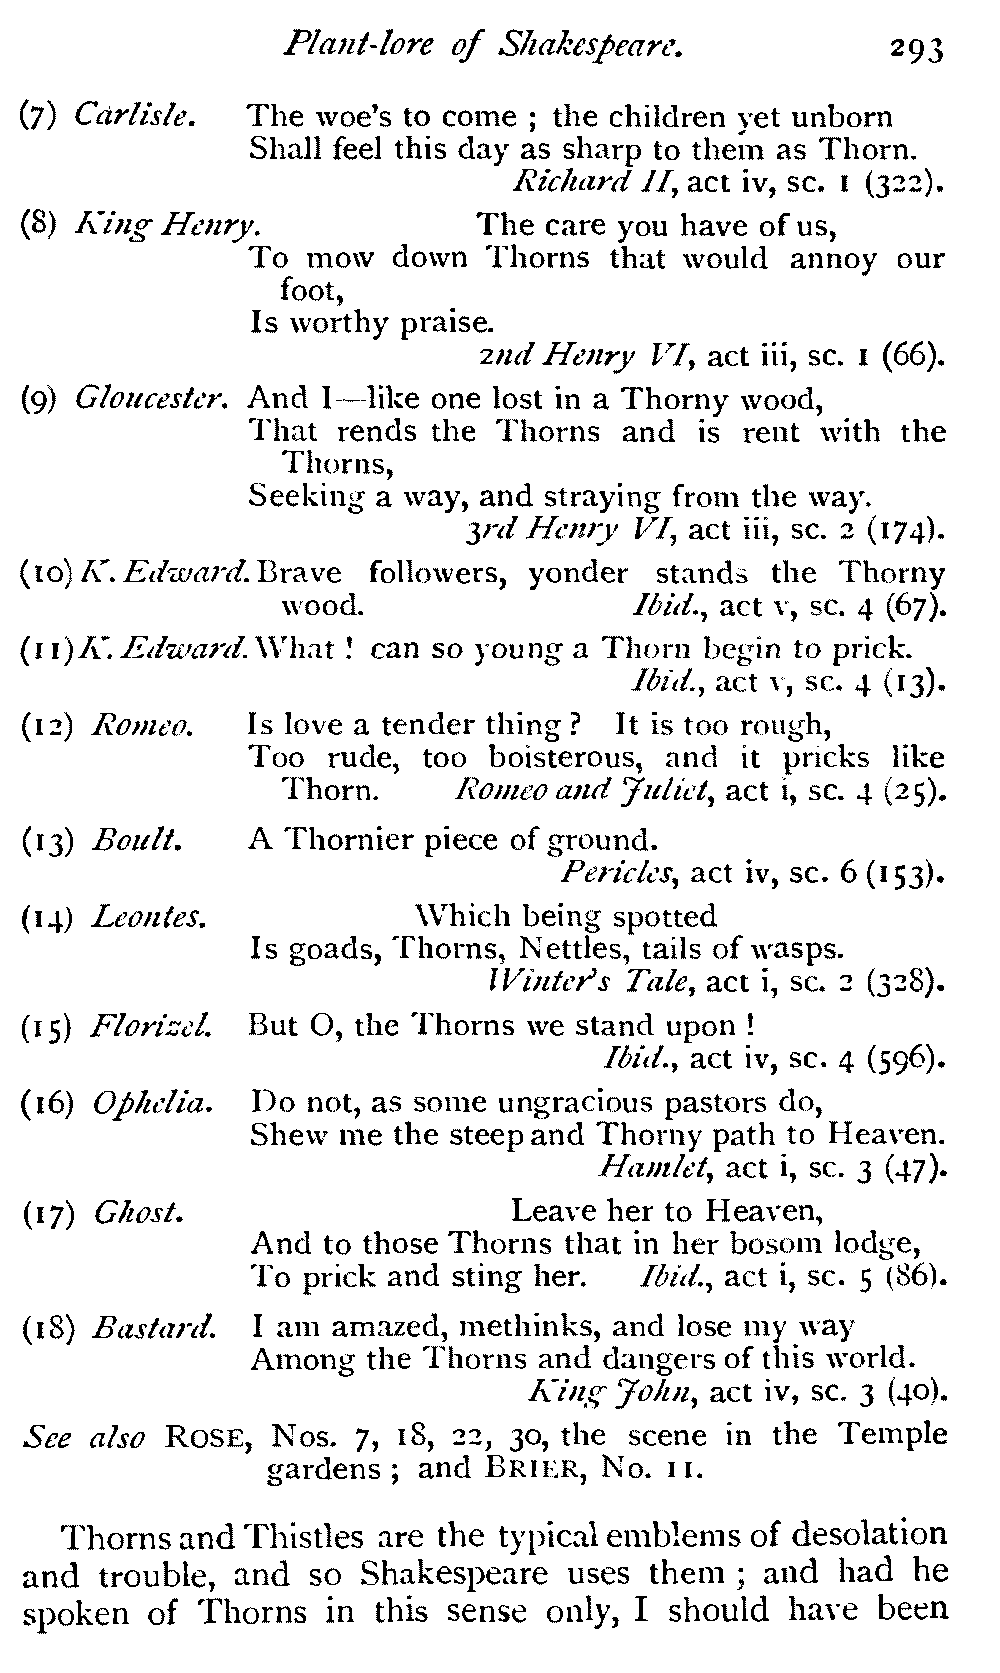 Plant-lore of Shakespeare. 293
(7) Carlisle. The woe's to come ; the children yet unborn
Shall feel this day as sharp to them as Thorn.
Richard II, act iv, sc. 1 (322).
(8) King Henry. The care you have of us,
To mow down Thorns that would annoy our
foot,
Is worthy praise.
2nd Henry VI, act iii, sc. 1 (66).
(9) Gloucester. And I—like one lost in a Thorny wood,
That rends the Thorns and is rent with the
Thorns,
Seeking a way, and straying from the way.
3rd Henry VI, act iii, sc. 2 (174).
(10) K. Edward. Brave followers, yonder stands the Thorny
wood. Ibid., act v, sc. 4 (67).
(11) K. Edward. What ! can so young a Thorn begin to prick.
Ibid., act v, sc. 4 (13).
(12) Romeo. Is love a tender thing ? It is too rough,
Too rude, too boisterous, and it pricks like
Thorn. Romeo and Juliet, act i, sc. 4 (25).
(13) Boult. A Thornier piece of ground.
Pericles, act iv, sc. 6 (153).
(14) Leontes. Which being spotted
Is goads, Thorns, Nettles, tails of wasps.
Winter's Tale, act i, sc. 2 (328).
(15) Florizel. But O, the Thorns we stand upon !
Ibid., act iv, sc. 4 (596).
(16) Ophelia. Do not, as some ungracious pastors do,
Shew me the steep and Thorny path to Heaven.
Hamlet, act i, sc. 3 (47).
(17) Ghost. Leave her to Heaven,
And to those Thorns that in her bosom lodge,
To prick and sting her. Ibid., act i, sc. 5 (86).
(18) Bastard. I am amazed, methinks, and lose my way
Among the Thorns and dangers of this world.
King John, act iv, sc. 3 (40).
See also ROSE, Nos. 7, 18, 22, 30, the scene in the Temple
gardens ; and BRIER, No. 11.
Thorns and Thistles are the typical emblems of desolation
and trouble, and so Shakespeare uses them ; and had he
spoken of Thorns in this sense only, I should have been